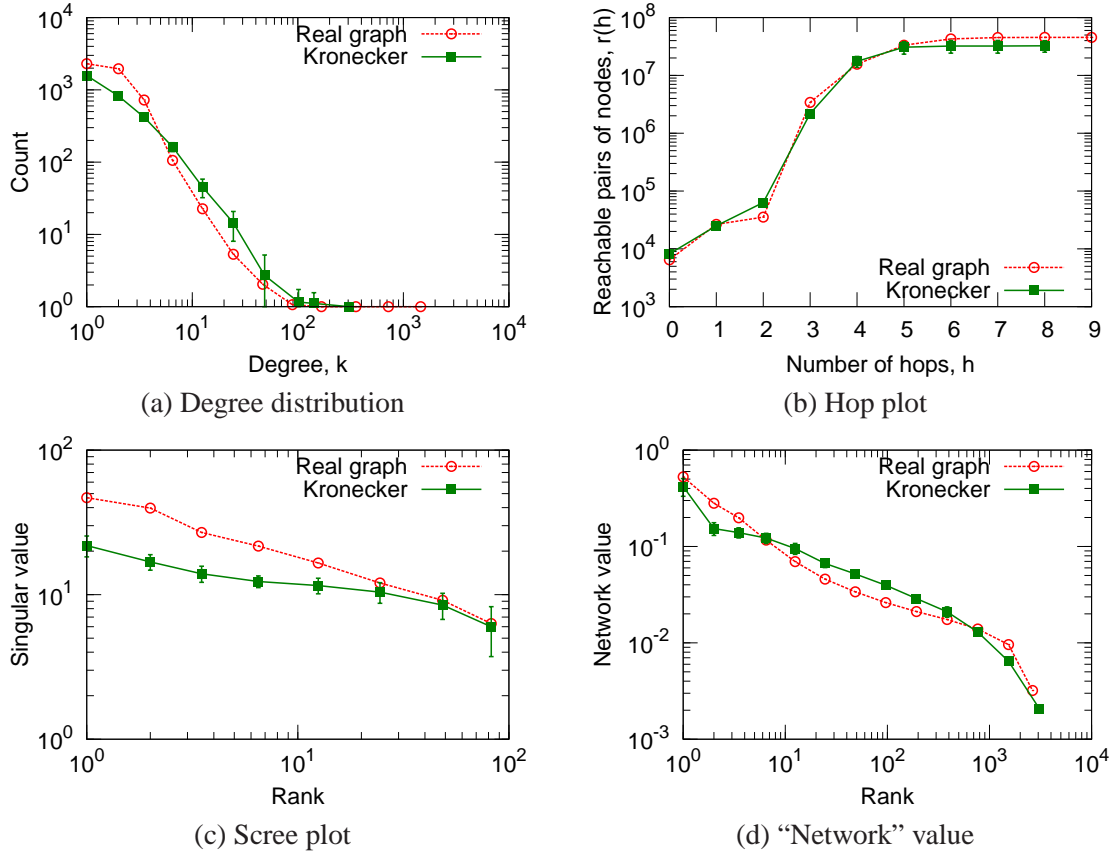 10^4
10^3
10^2
10^1
10^0
Count
Real graph
Kronecker
10^0 10^1 10^2 10^3 10^4
Degree, k
(a) Degree distribution
10^8
10^7
10^6
10^5
10^4
10^3
Reachable pairs of nodes, r(h)
Real graph
Kronecker
0 1 2 3 4 5 6 7 8 9
Number of hops, h
(b) Hop plot
10^2
10^1
10^0
Singular value
Real graph
Kronecker
10^0 10^1 10^2
Rank
(c) Scree plot
10^0
10^-1
10^-2
10^-3
Network value
Real graph
Kronecker
10^0 10^1 10^2 10^3 10^4
Rank
(d) “Network” value